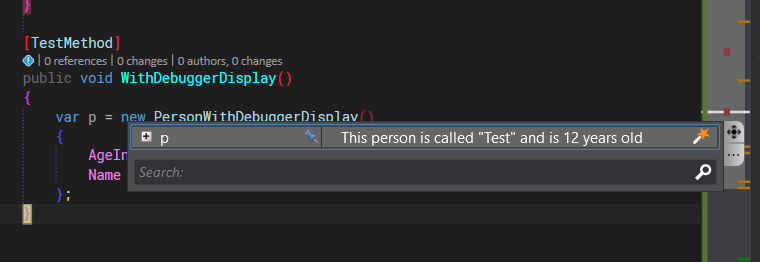 }
[TestMethod]
| 0 references | 0 changes | 0 authors, 0 changes
public void WithDebuggerDisplay()
{
var p = new PersonWithDebuggerDisplay()
p This person is called "Test" and is 12 years old
{
AgeIn
Search:
Name
};
}